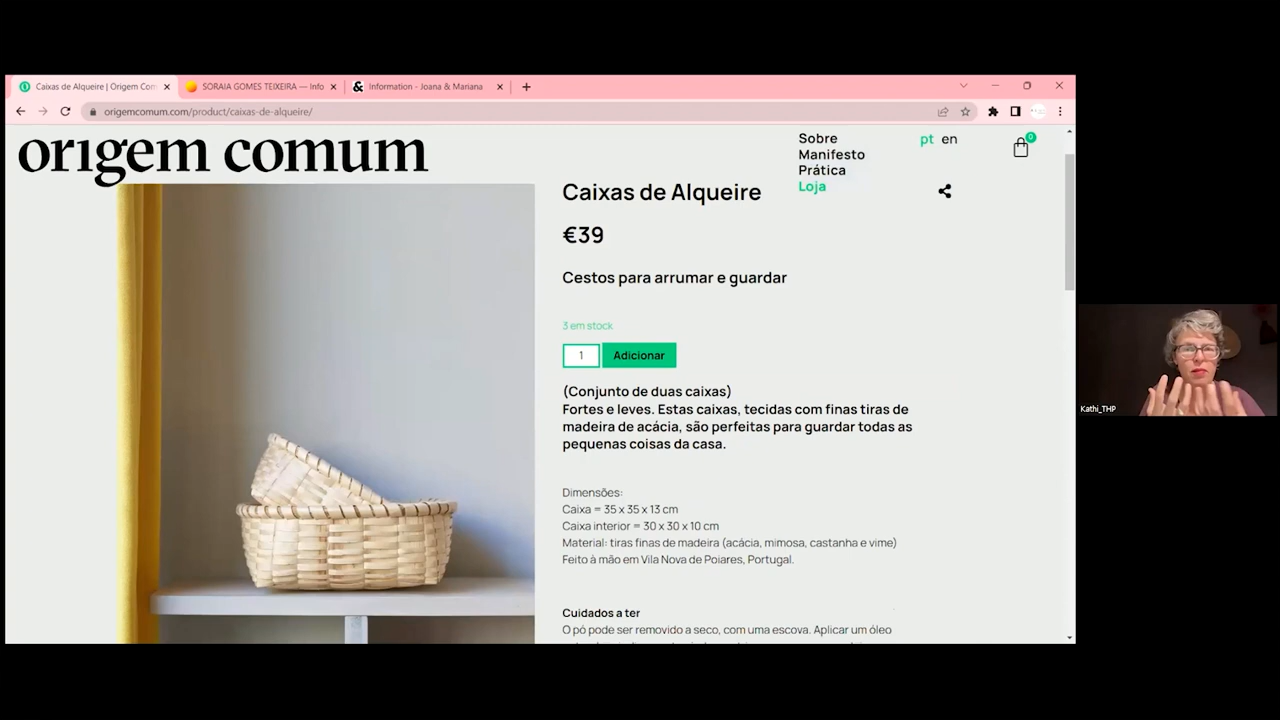 Caixas de Alqueire | Origem Com
SORAIA GOMES TEIXEIRA — Info
& Information - Joana & Mariana
origemcomum.com/product/caixas-de-alqueire/
origem comum
Sobre
Manifesto
Prática
Loja
pt en
0
Caixas de Alqueire
€39
Cestos para arrumar e guardar
3 em stock
1 Adicionar
(Conjunto de duas caixas)
Fortes e leves. Estas caixas, tecidas com finas tiras de
madeira de acácia, são perfeitas para guardar todas as
pequenas coisas da casa.
Dimensões:
Caixa = 35 x 35 x 13 cm
Caixa interior = 30 x 30 x 10 cm
Material: tiras finas de madeira (acácia, mimosa, castanha e vime)
Feito à mão em Vila Nova de Poiares, Portugal.
Cuidados a ter
O pó pode ser removido a seco, com uma escova. Aplicar um óleo
Kathi_THP